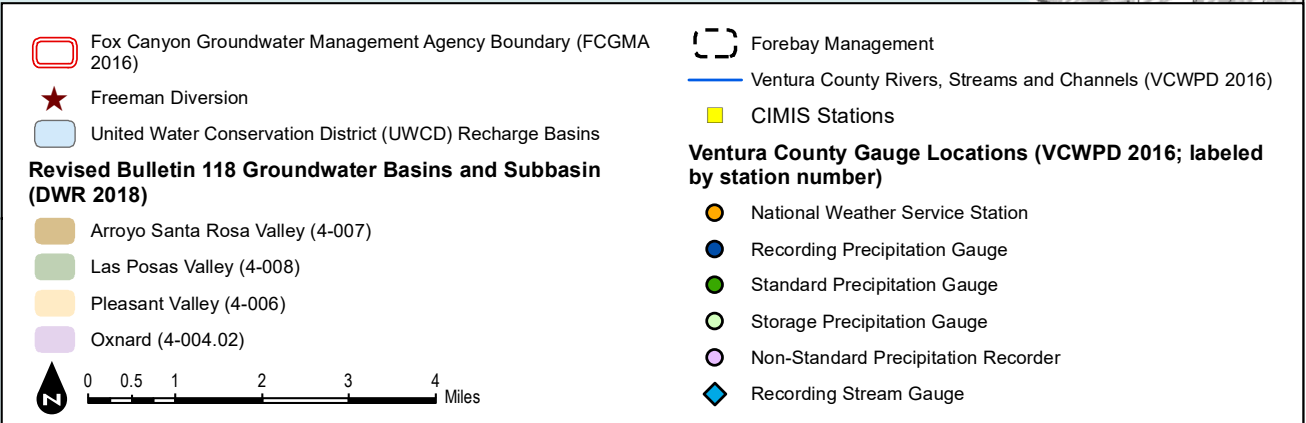 Fox Canyon Groundwater Management Agency Boundary (FCGMA
2016)
Freeman Diversion
United Water Conservation District (UWCD) Recharge Basins
Revised Bulletin 118 Groundwater Basins and Subbasin
(DWR 2018)
Arroyo Santa Rosa Valley (4-007)
Las Posas Valley (4-008)
Pleasant Valley (4-006)
Oxnard (4-004.02)
N
0 0.5 1 2 3 4
Miles
Forebay Management
Ventura County Rivers, Streams and Channels (VCWPD 2016)
CIMIS Stations
Ventura County Gauge Locations (VCWPD 2016; labeled
by station number)
National Weather Service Station
Recording Precipitation Gauge
Standard Precipitation Gauge
Storage Precipitation Gauge
Non-Standard Precipitation Recorder
Recording Stream Gauge